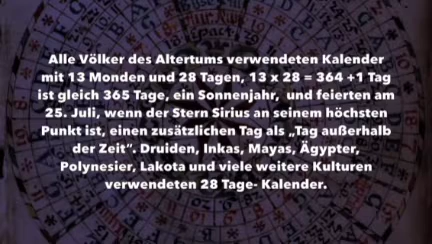 Alle Völker des Altertums verwendeten Kalender
mit 13 Monden und 28 Tagen, 13 x 28 = 364 +1 Tag
ist gleich 365 Tage, ein Sonnenjahr,  und feierten am
25. Juli, wenn der Stern Sirius an seinem höchsten
Punkt ist, einen zusätzlichen Tag als „Tag außerhalb
der Zeit“. Druiden, Inkas, Mayas, Ägypter,
Polynesier, Lakota und viele weitere Kulturen
verwendeten 28 Tage- Kalender.